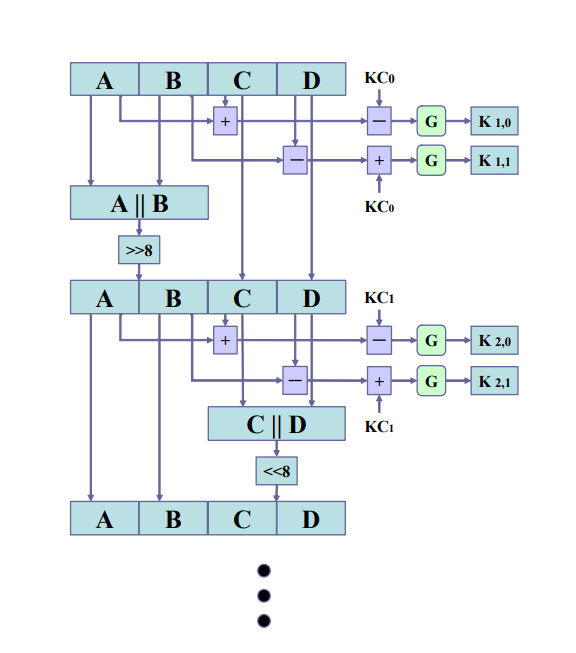 A B C D KC0
+ − G K 1,0
− + G K 1,1
A || B KC0
>>8
A B C D KC1
+ − G K 2,0
− + G K 2,1
C || D KC1
<<8
A B C D